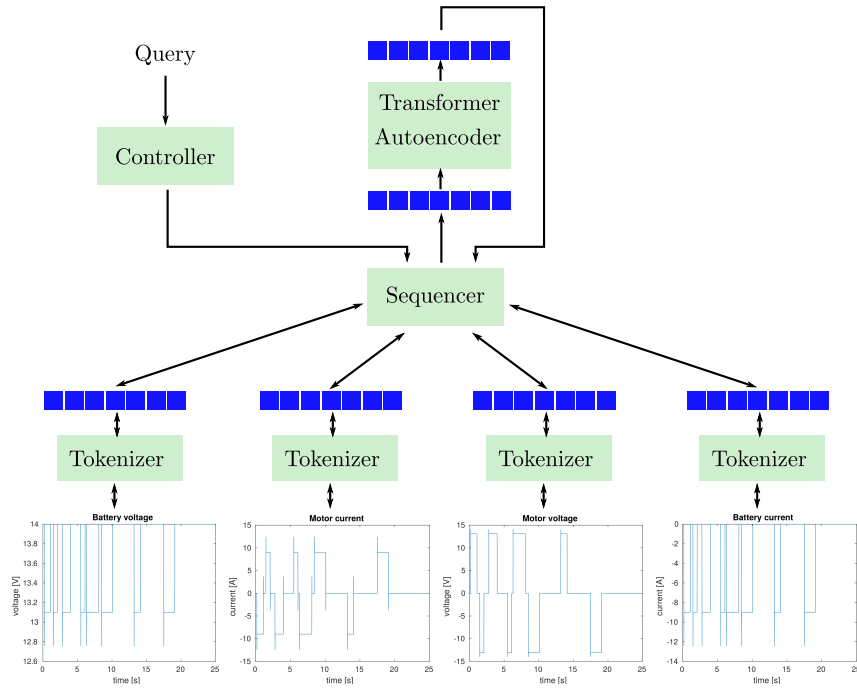 Query
Transformer
Autoencoder
Controller
Sequencer
Tokenizer
Tokenizer
Tokenizer
Tokenizer
Battery voltage
voltage [V]
14
13.8
13.6
13.4
13.2
13
12.8
12.6
0 5 10 15 20 25
time [s]
Motor current
current [A]
15
10
5
0
-5
-10
-15
0 5 10 15 20 25
time [s]
Motor voltage
voltage [V]
15
10
5
0
-5
-10
-15
0 5 10 15 20 25
time [s]
Battery current
current [A]
0
-2
-4
-6
-8
-10
-12
-14
0 5 10 15 20 25
time [s]